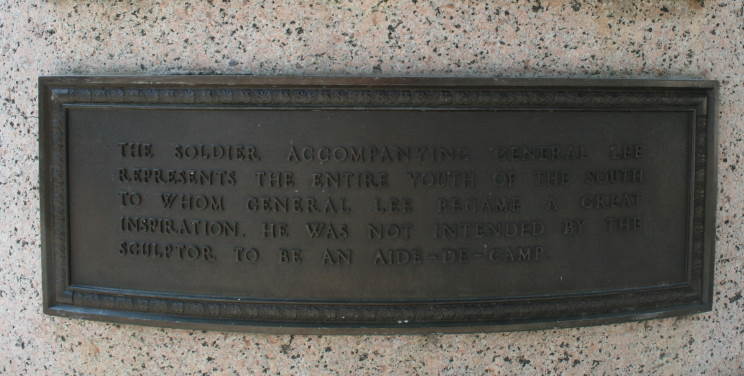 THE SOLDIER ACCOMPANYING GENERAL LEE
REPRESENTS THE ENTIRE YOUTH OF THE SOUTH
TO WHOM GENERAL LEE BECAME A GREAT
INSPIRATION. HE WAS NOT INTENDED BY THE
SCULPTOR TO BE AN AIDE-DE-CAMP.